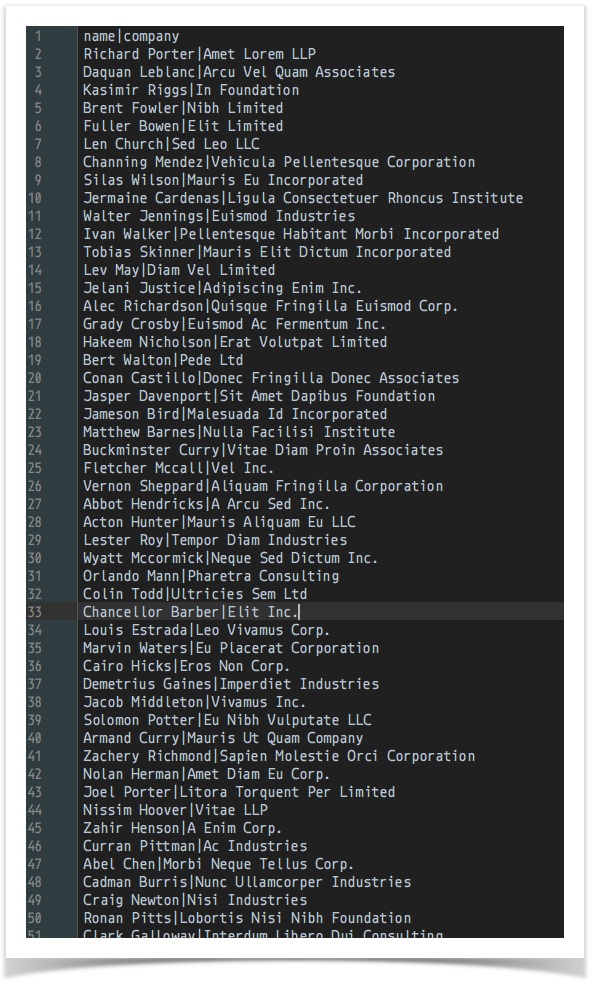 1 name|company
2 Richard Porter|Amet Lorem LLP
3 Daquan Leblanc|Arcu Vel Quam Associates
4 Kasimir Riggs|In Foundation
5 Brent Fowler|Nibh Limited
6 Fuller Bowen|Elit Limited
7 Len Church|Sed Leo LLC
8 Channing Mendez|Vehicula Pellentesque Corporation
9 Silas Wilson|Mauris Eu Incorporated
10 Jermaine Cardenas|Ligula Consectetuer Rhoncus Institute
11 Walter Jennings|Euismod Industries
12 Ivan Walker|Pellentesque Habitant Morbi Incorporated
13 Tobias Skinner|Mauris Elit Dictum Incorporated
14 Lev May|Diam Vel Limited
15 Jelani Justice|Adipiscing Enim Inc.
16 Alec Richardson|Quisque Fringilla Euismod Corp.
17 Grady Crosby|Euismod Ac Fermentum Inc.
18 Hakeem Nicholson|Erat Volutpat Limited
19 Bert Walton|Pede Ltd
20 Conan Castillo|Donec Fringilla Donec Associates
21 Jasper Davenport|Sit Amet Dapibus Foundation
22 Jameson Bird|Malesuada Id Incorporated
23 Matthew Barnes|Nulla Facilisi Institute
24 Buckminster Curry|Vitae Diam Proin Associates
25 Fletcher Mccall|Vel Inc.
26 Vernon Sheppard|Aliquam Fringilla Corporation
27 Abbot Hendricks|A Arcu Sed Inc.
28 Acton Hunter|Mauris Aliquam Eu LLC
29 Lester Roy|Tempor Diam Industries
30 Wyatt Mccormick|Neque Sed Dictum Inc.
31 Orlando Mann|Pharetra Consulting
32 Colin Todd|Ultricies Sem Ltd
33 Chancellor Barber|Elit Inc.
34 Louis Estrada|Leo Vivamus Corp.
35 Marvin Waters|Eu Placerat Corporation
36 Cairo Hicks|Eros Non Corp.
37 Demetrius Gaines|Imperdiet Industries
38 Jacob Middleton|Vivamus Inc.
39 Solomon Potter|Eu Nibh Vulputate LLC
40 Armand Curry|Mauris Ut Quam Company
41 Zachery Richmond|Sapien Molestie Orci Corporation
42 Nolan Herman|Amet Diam Eu Corp.
43 Joel Porter|Litora Torquent Per Limited
44 Nissim Hoover|Vitae LLP
45 Zahir Henson|A Enim Corp.
46 Curran Pittman|Ac Industries
47 Abel Chen|Morbi Neque Tellus Corp.
48 Cadman Burris|Nunc Ullamcorper Industries
49 Craig Newton|Nisi Industries
50 Ronan Pitts|Lobortis Nisi Nibh Foundation
51 Clark Galloway|Interdum Libero Dui Consulting